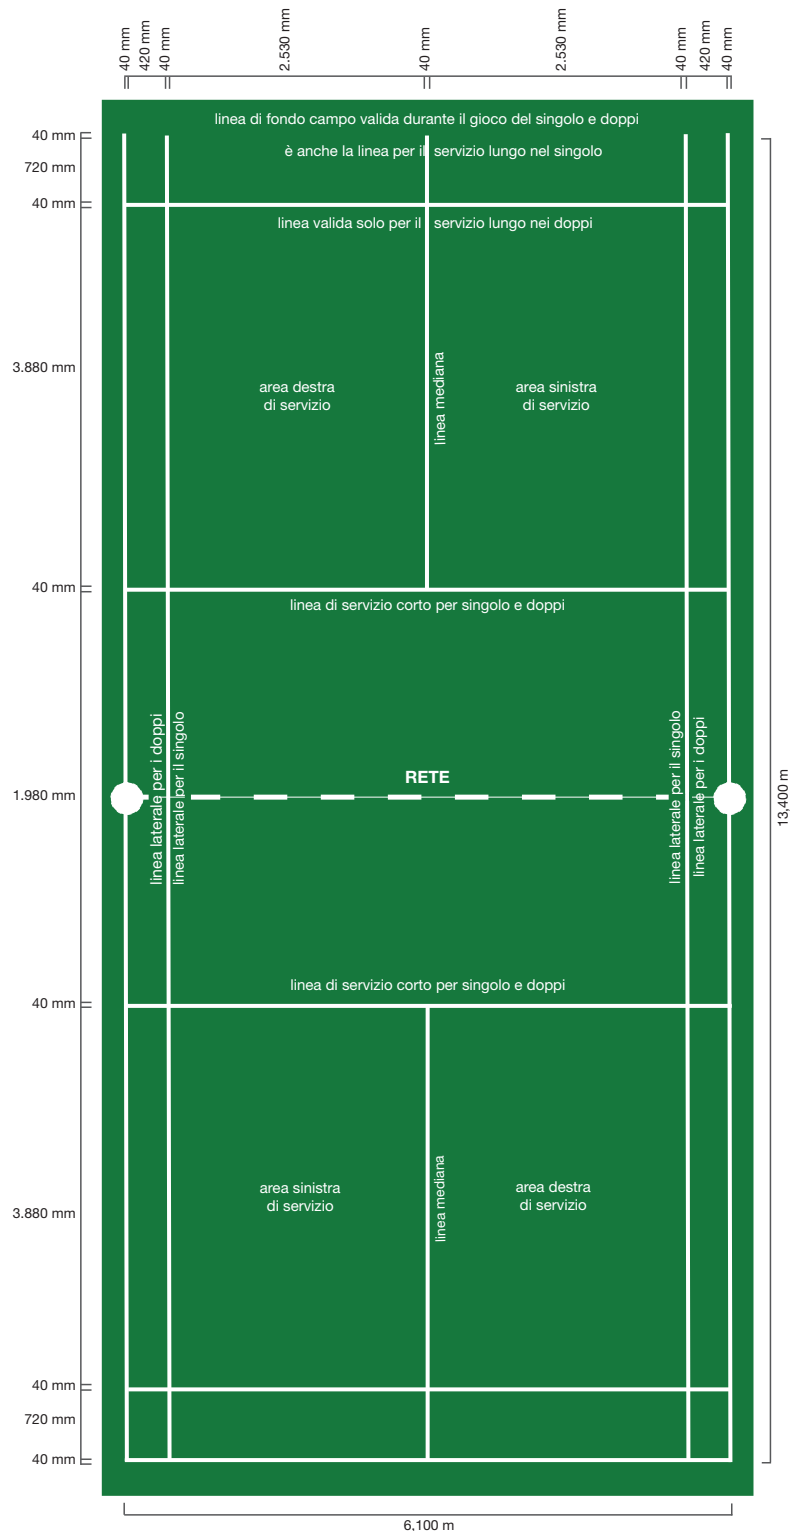 40 mm
420 mm
40 mm
2.530 mm
40 mm
2.530 mm
40 mm
420 mm
40 mm
linea di fondo campo valida durante il gioco del singolo e doppi
40 mm
è anche la linea per il servizio lungo nel singolo
720 mm
40 mm
linea valida solo per il servizio lungo nei doppi
3.880 mm
area destra
di servizio
linea mediana
area sinistra
di servizio
40 mm
linea di servizio corto per singolo e doppi
linea laterale per i doppi
linea laterale per il singolo
RETE
linea laterale per il singolo
linea laterale per i doppi
1.980 mm
13,400 m
linea di servizio corto per singolo e doppi
40 mm
area sinistra
di servizio
linea mediana
area destra
di servizio
3.880 mm
40 mm
720 mm
40 mm
6,100 m